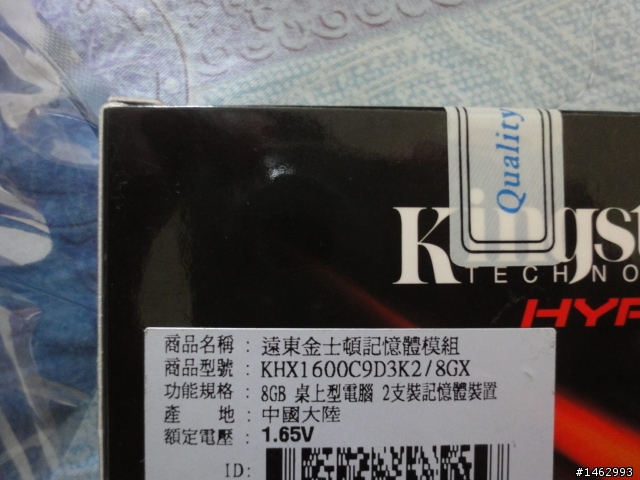 Quality
Kingst
TECHNO
HYP
商品名稱 : 遠東金士頓記憶體模組
商品型號 : KHX1600C9D3K2/8GX
功能規格 : 8GB 桌上型電腦 2支裝記憶體裝置
產 地 : 中國大陸
額定電壓 : 1.65V
ID:
#1462993